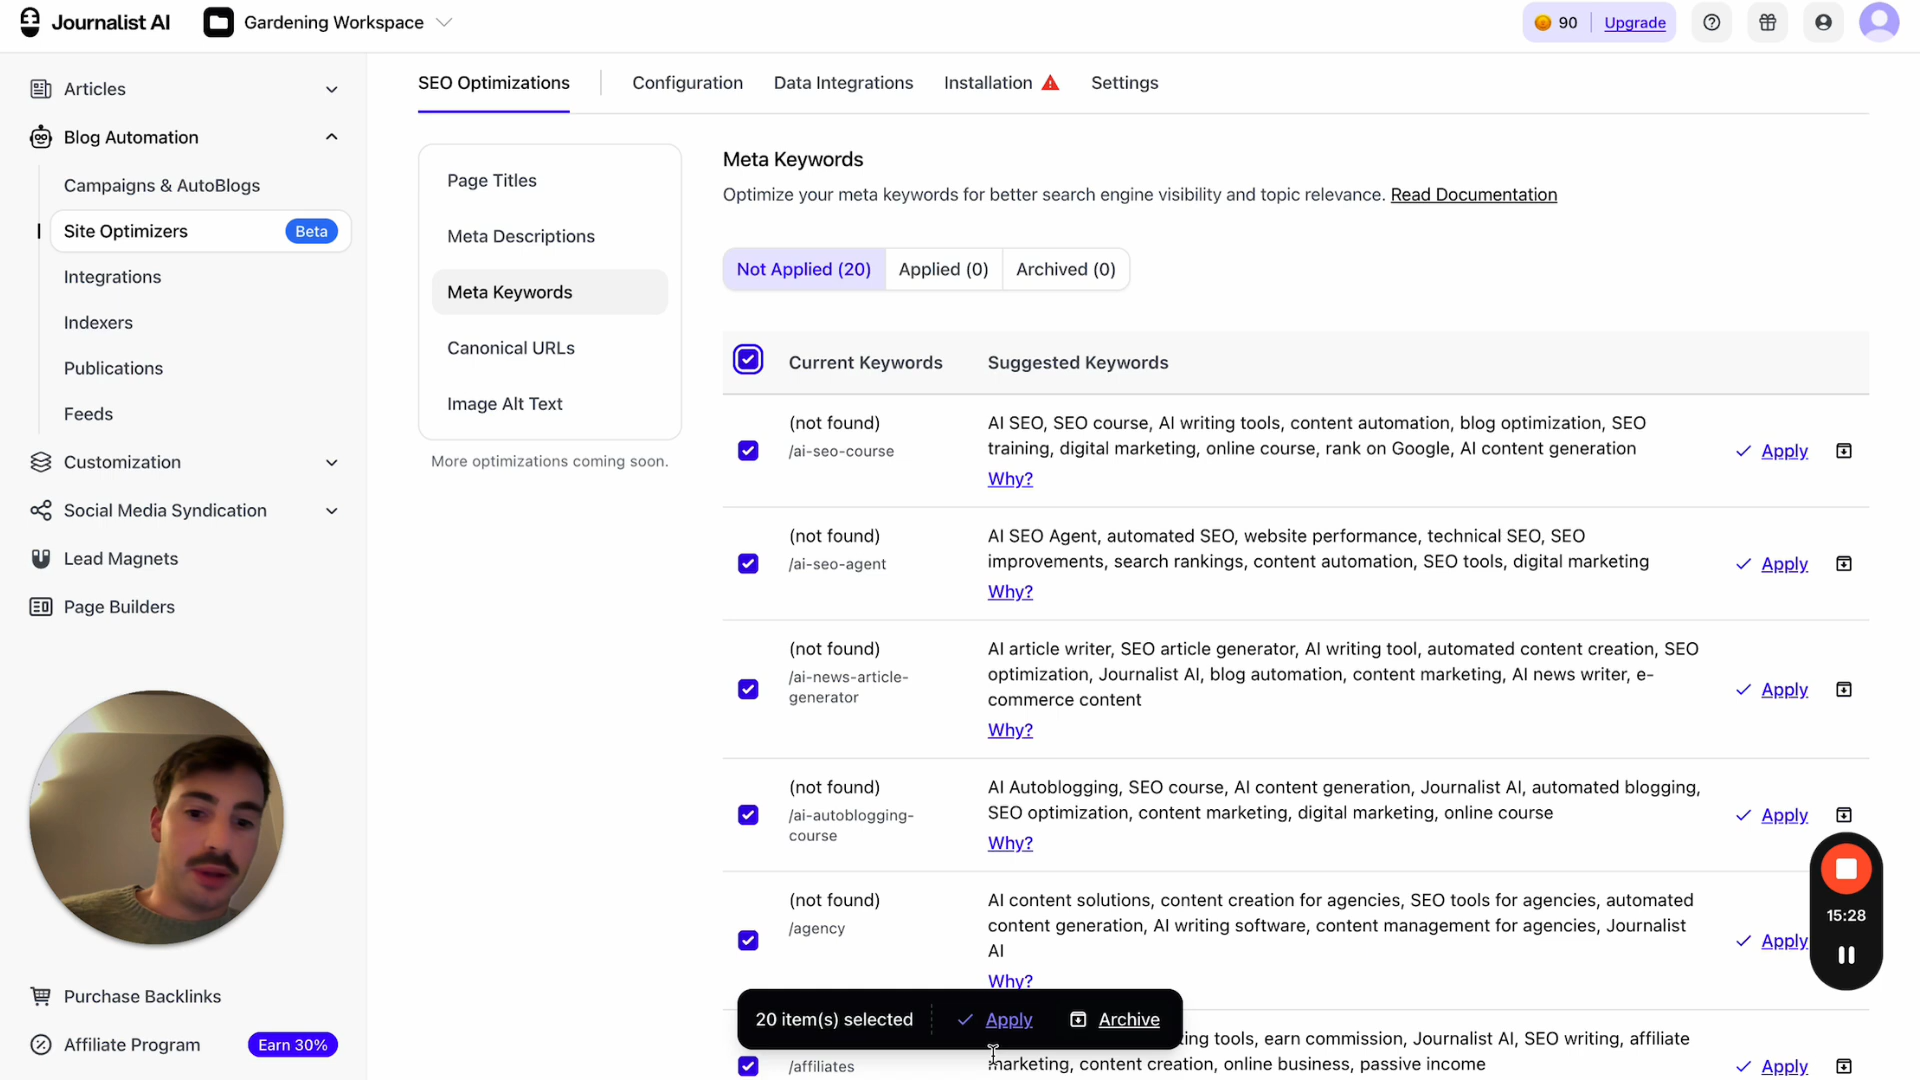 Journalist AI
Gardening Workspace
90
Upgrade
Articles
Blog Automation
Campaigns & AutoBlogs
Site Optimizers
Beta
Integrations
Indexers
Publications
Feeds
Customization
Social Media Syndication
Lead Magnets
Page Builders
Purchase Backlinks
Affiliate Program
Earn 30%
SEO Optimizations
Configuration
Data Integrations
Installation
Settings
Page Titles
Meta Descriptions
Meta Keywords
Canonical URLs
Image Alt Text
More optimizations coming soon.
Meta Keywords
Optimize your meta keywords for better search engine visibility and topic relevance. Read Documentation
Not Applied (20)
Applied (0)
Archived (0)
Current Keywords
Suggested Keywords
(not found)
/ai-seo-course
AI SEO, SEO course, AI writing tools, content automation, blog optimization, SEO
training, digital marketing, online course, rank on Google, AI content generation
Why?
Apply
(not found)
/ai-seo-agent
AI SEO Agent, automated SEO, website performance, technical SEO, SEO
improvements, search rankings, content automation, SEO tools, digital marketing
Why?
Apply
(not found)
/ai-news-article-
generator
AI article writer, SEO article generator, AI writing tool, automated content creation, SEO
optimization, Journalist AI, blog automation, content marketing, AI news writer, e-
commerce content
Why?
Apply
(not found)
/ai-autoblogging-
course
AI Autoblogging, SEO course, AI content generation, Journalist AI, automated blogging,
SEO optimization, content marketing, digital marketing, online course
Why?
Apply
(not found)
/agency
AI content solutions, content creation for agencies, SEO tools for agencies, automated
content generation, AI writing software, content management for agencies, Journalist
AI
Why?
Apply
15:28
20 item(s) selected
Apply
Archive
/affiliates
tools, earn commission, Journalist AI, SEO writing, affiliate
marketing, content creation, online business, passive income
Apply